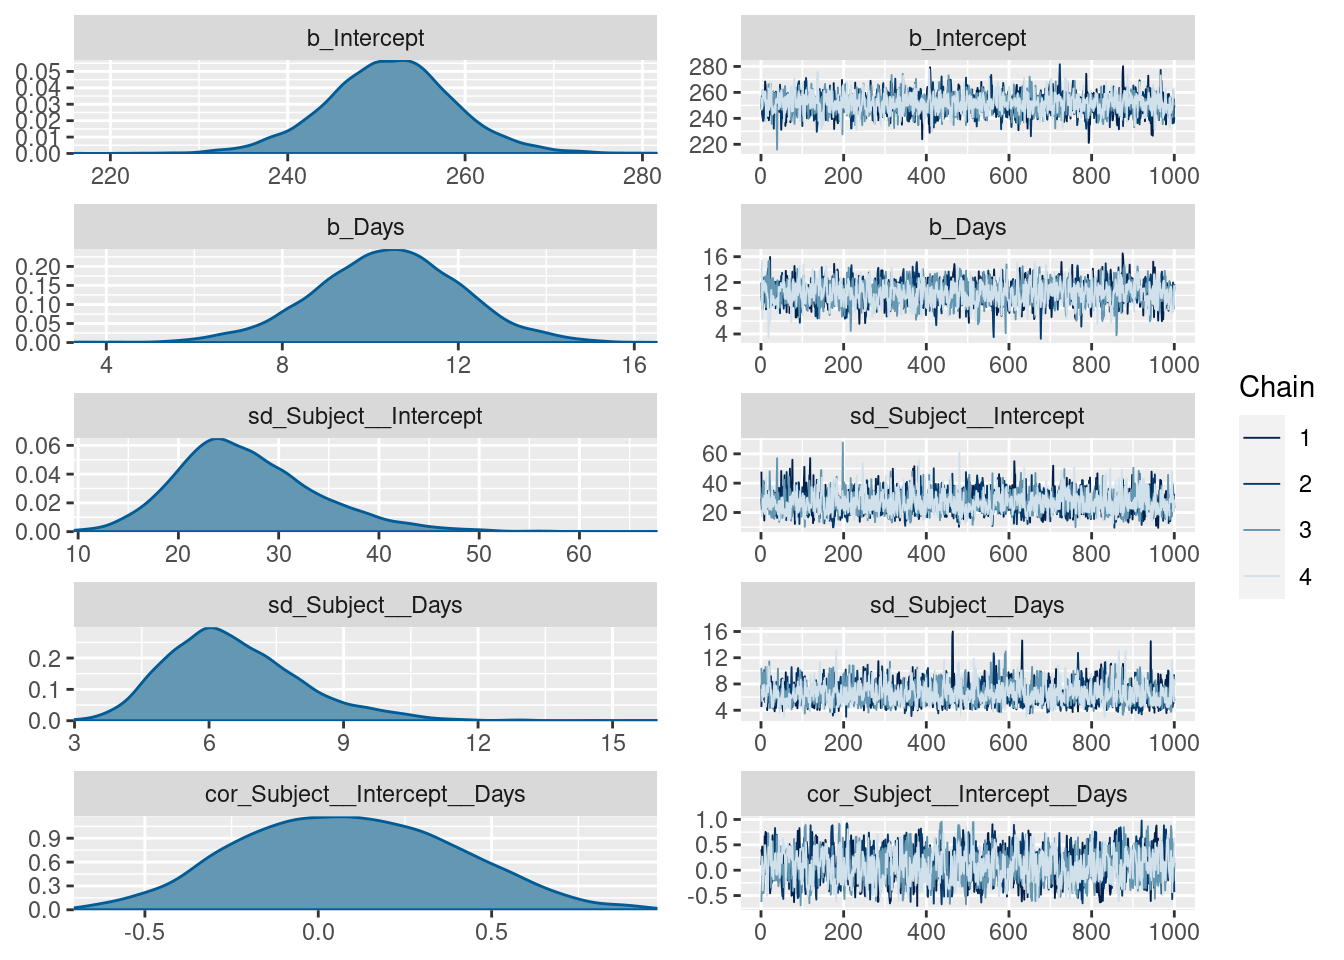 b_Intercept
0.05
0.04
0.03
0.02
0.01
0.00
220 240 260 280
b_Intercept
280
260
240
220
0 200 400 600 800 1000
b_Days
0.20
0.15
0.10
0.05
0.00
4 8 12 16
b_Days
16
12
8
4
0 200 400 600 800 1000
sd_Subject__Intercept
0.06
0.04
0.02
0.00
10 20 30 40 50 60
sd_Subject__Intercept
60
40
20
0 200 400 600 800 1000
sd_Subject__Days
0.2
0.1
0.0
3 6 9 12 15
sd_Subject__Days
16
12
8
4
0 200 400 600 800 1000
cor_Subject__Intercept__Days
0.9
0.6
0.3
0.0
-0.5 0.0 0.5
cor_Subject__Intercept__Days
1.0
0.5
0.0
-0.5
0 200 400 600 800 1000
Chain
1
2
3
4